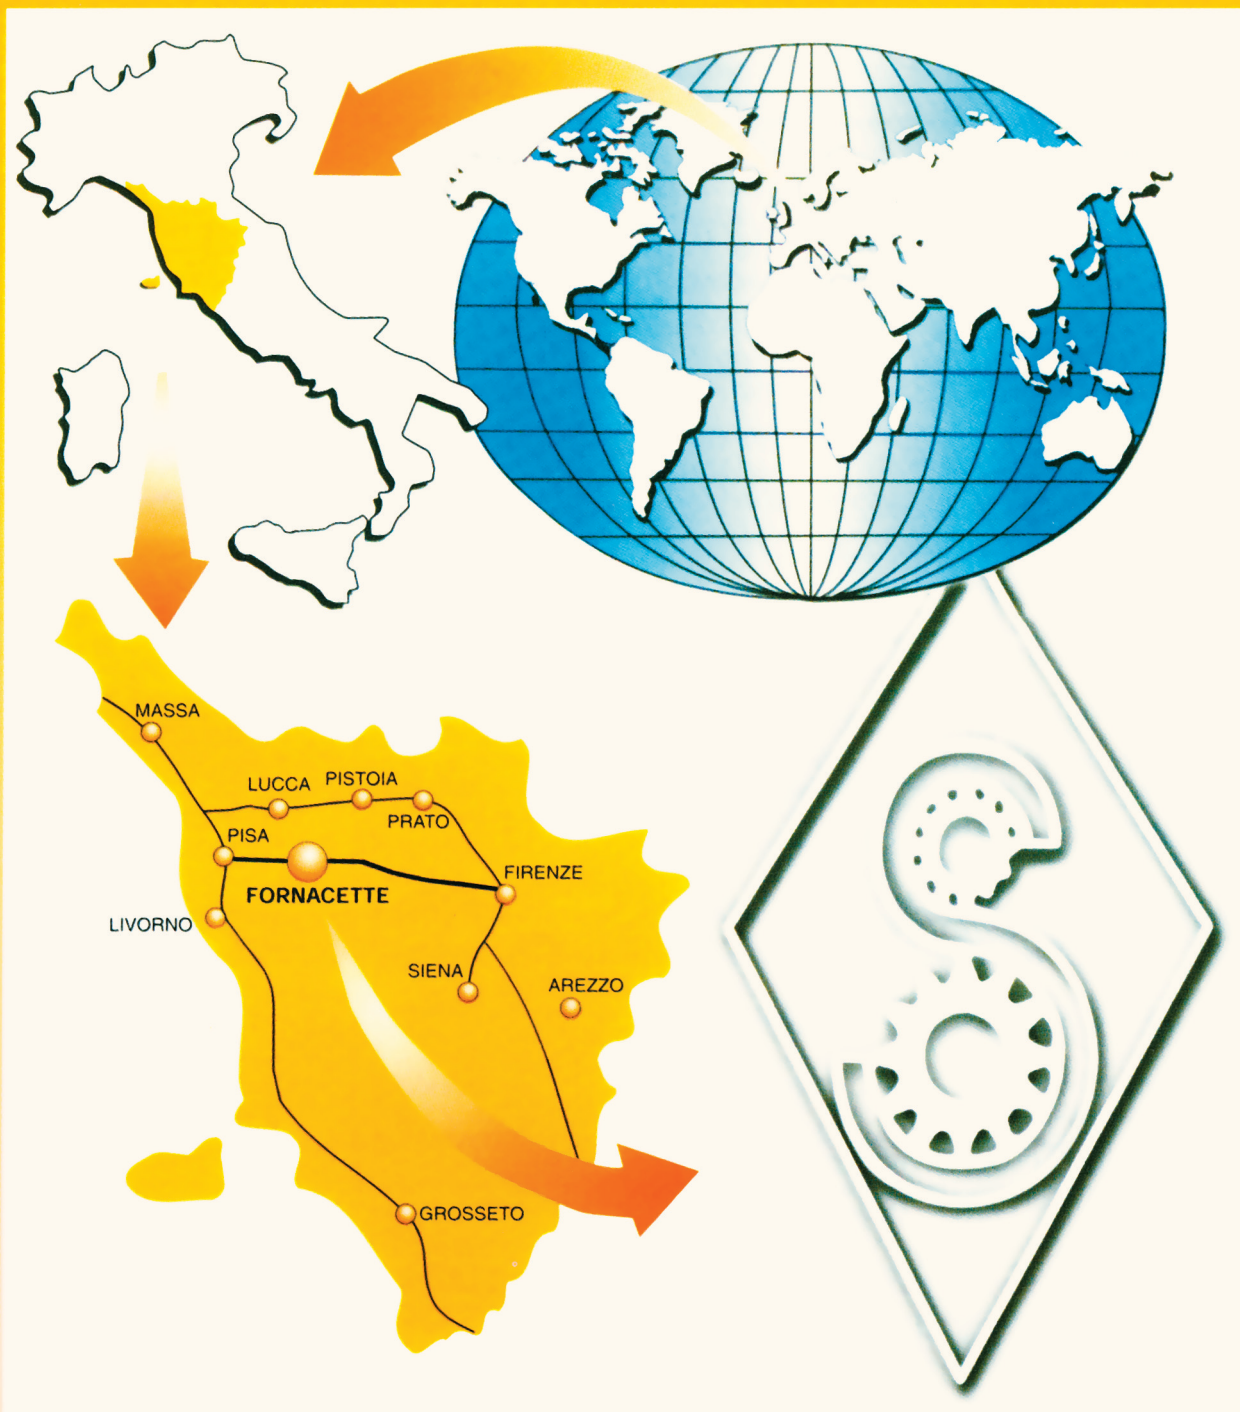 MASSA
LUCCA
PISTOIA
PRATO
PISA
FORNACETTE
FIRENZE
LIVORNO
SIENA
AREZZO
GROSSETO